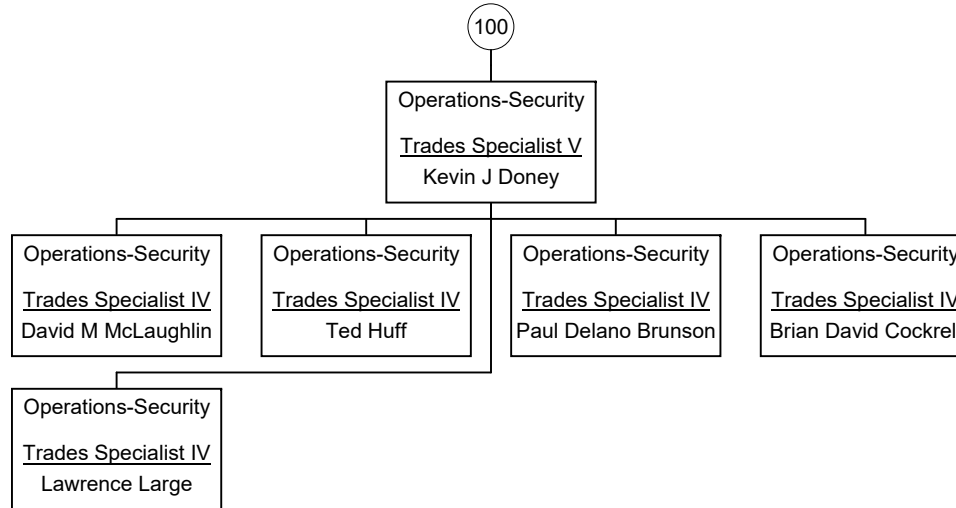 100
Operations-Security
Trades Specialist V
Kevin J Doney
Operations-Security
Trades Specialist IV
David M McLaughlin
Operations-Security
Trades Specialist IV
Ted Huff
Operations-Security
Trades Specialist IV
Paul Delano Brunson
Operations-Security
Trades Specialist IV
Brian David Cockrel
Operations-Security
Trades Specialist IV
Lawrence Large